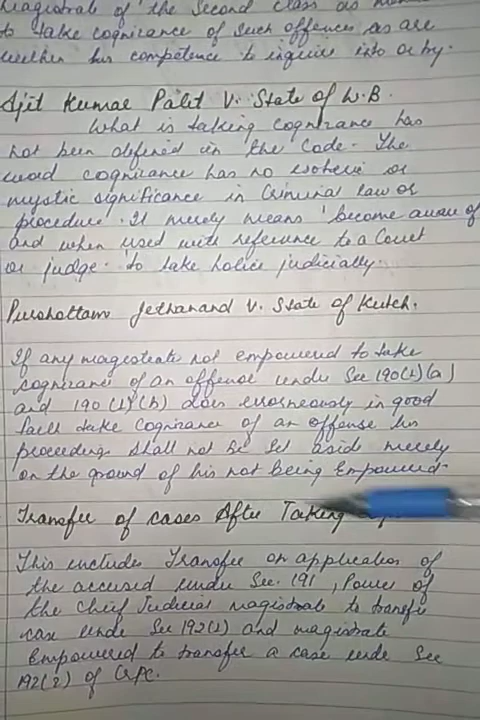 Magistrate of the second class as
to take cognizance of such offences as are
within his competence to inquire into or by.
Ajit Kumar Palit V. State of W.B.
What is taking cognizance has
not been defined in the Code. The
word cognizance has no esoteric or
mystic significance in Criminal law or
procedure. It merely means 'become aware of
and when used with reference to a Court
or judge. to take notice judicially.
Purshottam Jethanand V. State of Kutch.
If any magistrate not empowered to take
cognizance of an offense under Sec 190(1)(a)
and 190(1)(b) does erroneously in good
faith take Cognizance of an offense his
proceeding shall not be set aside merely
on the ground of his not being Empowered.
Transfer of cases After Taking
This include Transfer on application of
the accused under Sec. 191, Power of
the Chief Judicial magistrate to transfer
case under Sec 192(1) and magistrate
Empowered to transfer a case under Sec
192(2) of CrPC.